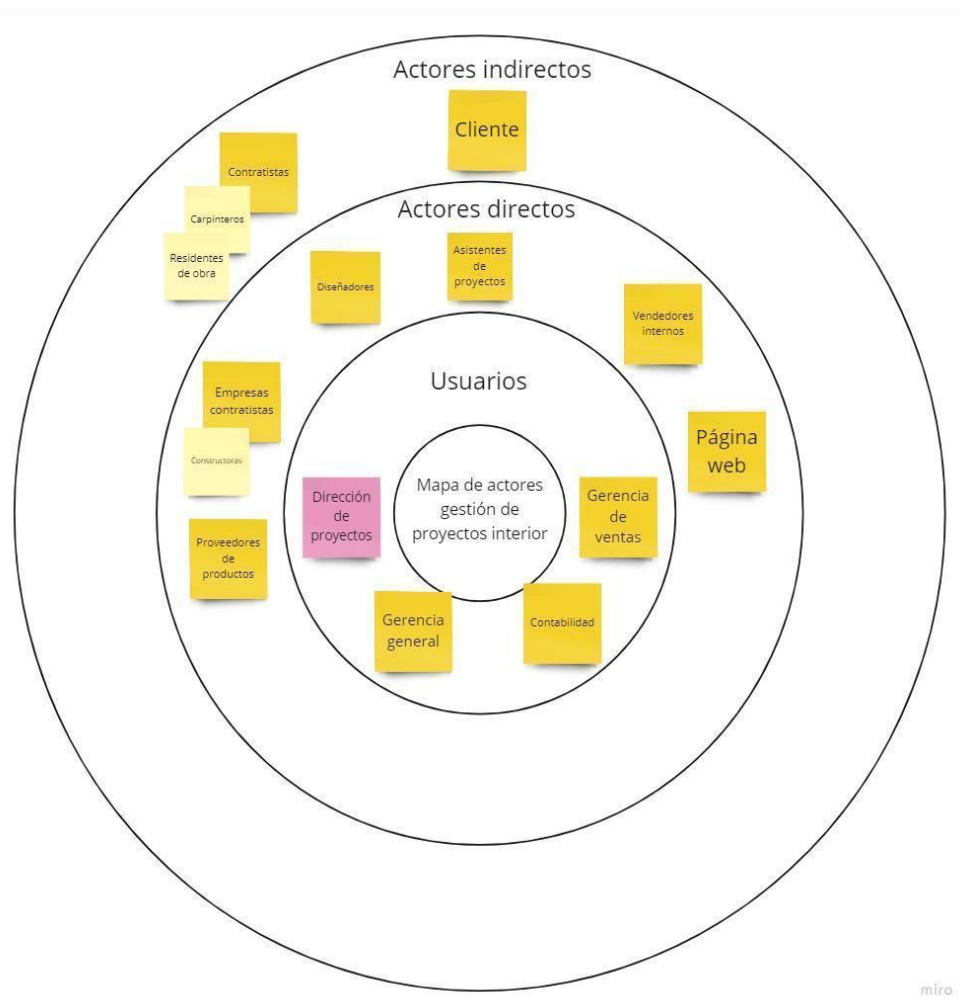 Actores indirectos
Cliente
Contratistas
Carpinteros
Residentes
de obra
Actores directos
Asistentes
de
proyectos
Diseñadores
Vendedores
internos
Empresas
contratistas
Constructoras
Página
web
Proveedores
de
productos
Usuarios
Mapa de actores
gestión de
proyectos interior
Dirección
de
proyectos
Gerencia
de
ventas
Gerencia
general
Contabilidad
miro